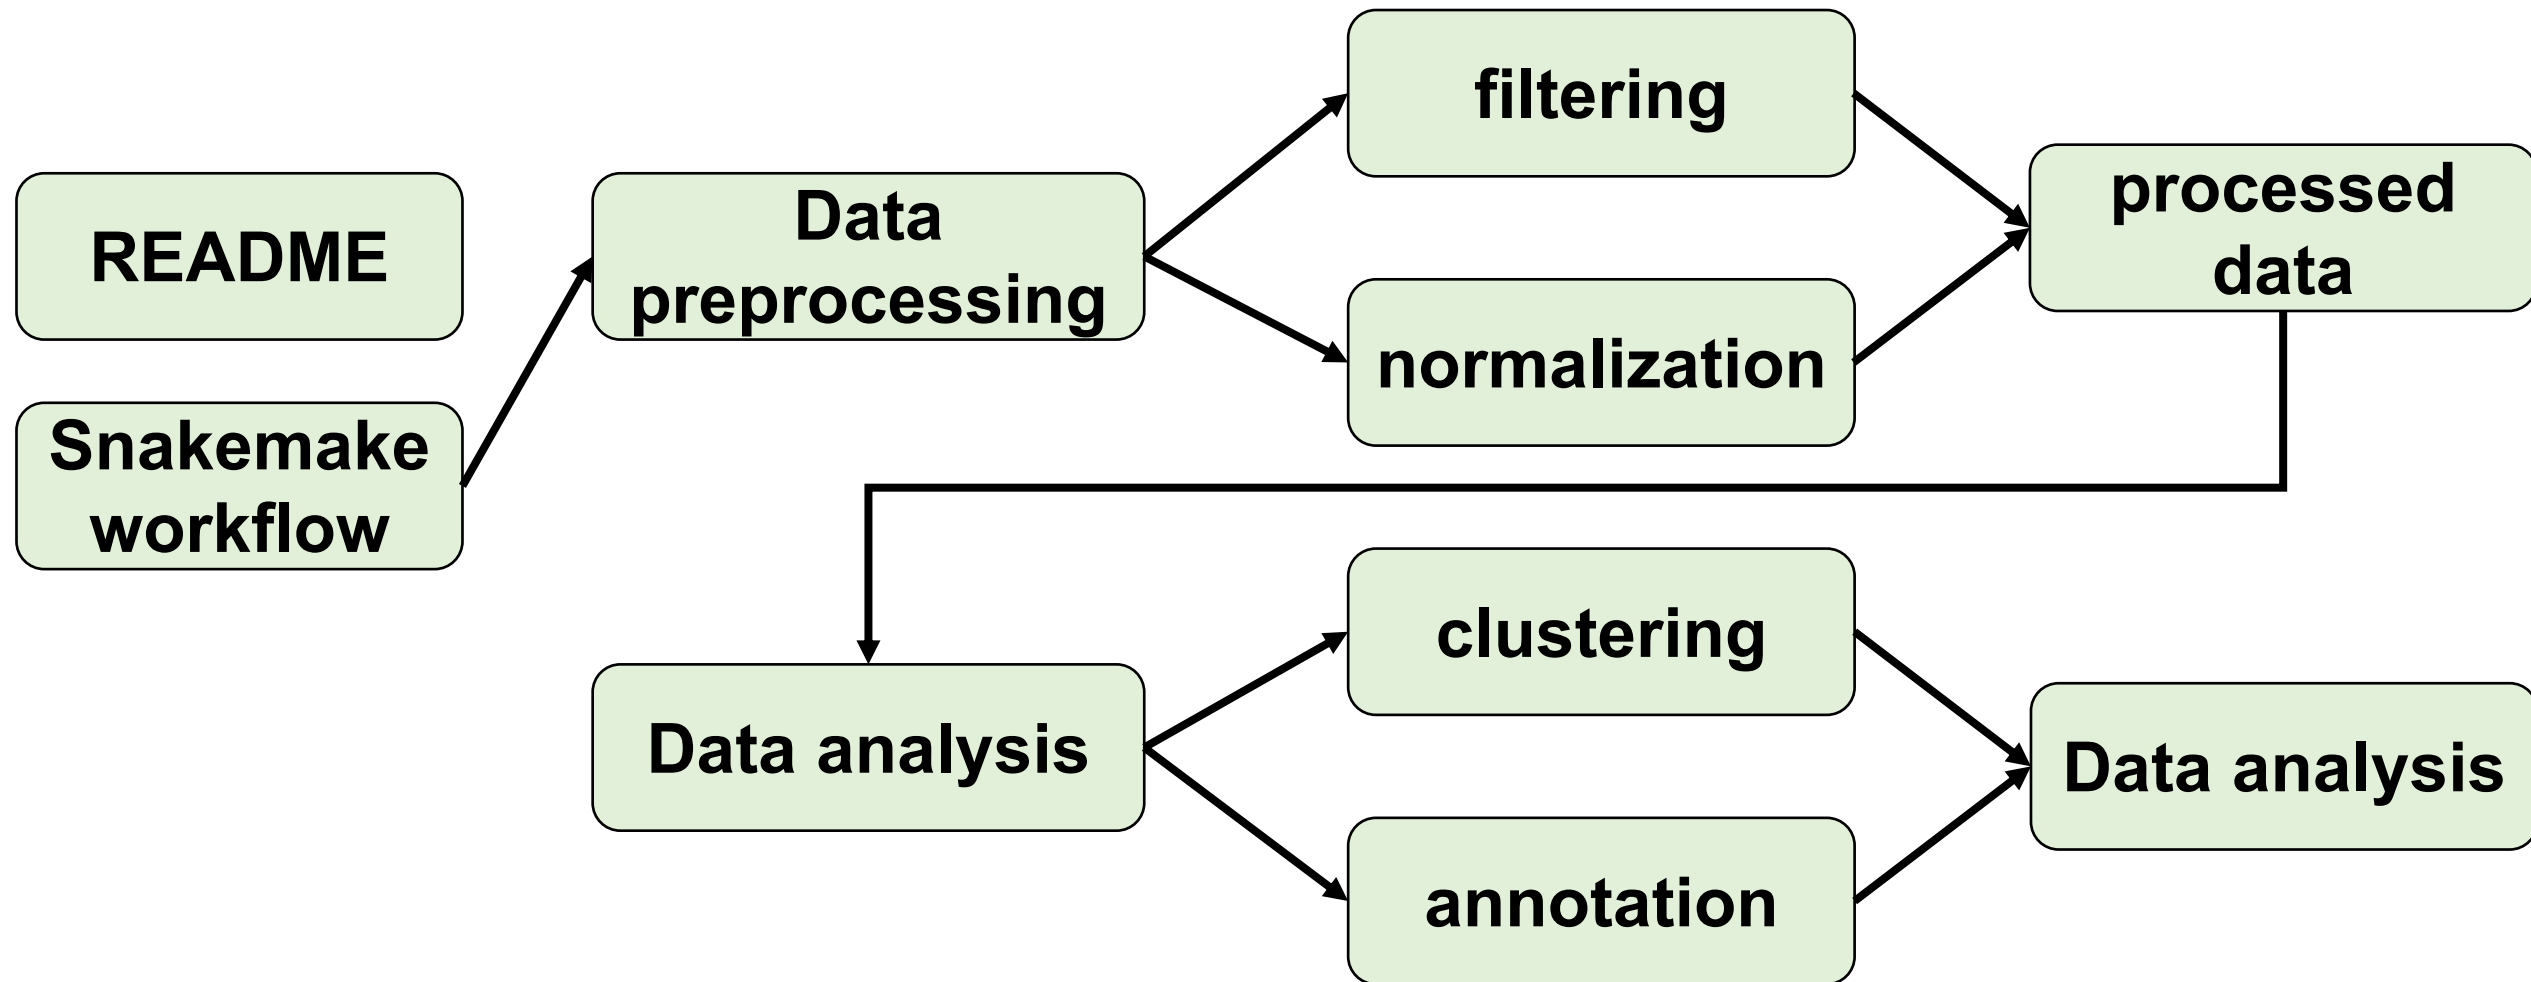 README
Snakemake
workflow
Data
preprocessing
filtering
normalization
processed
data
Data analysis
clustering
annotation
Data analysis